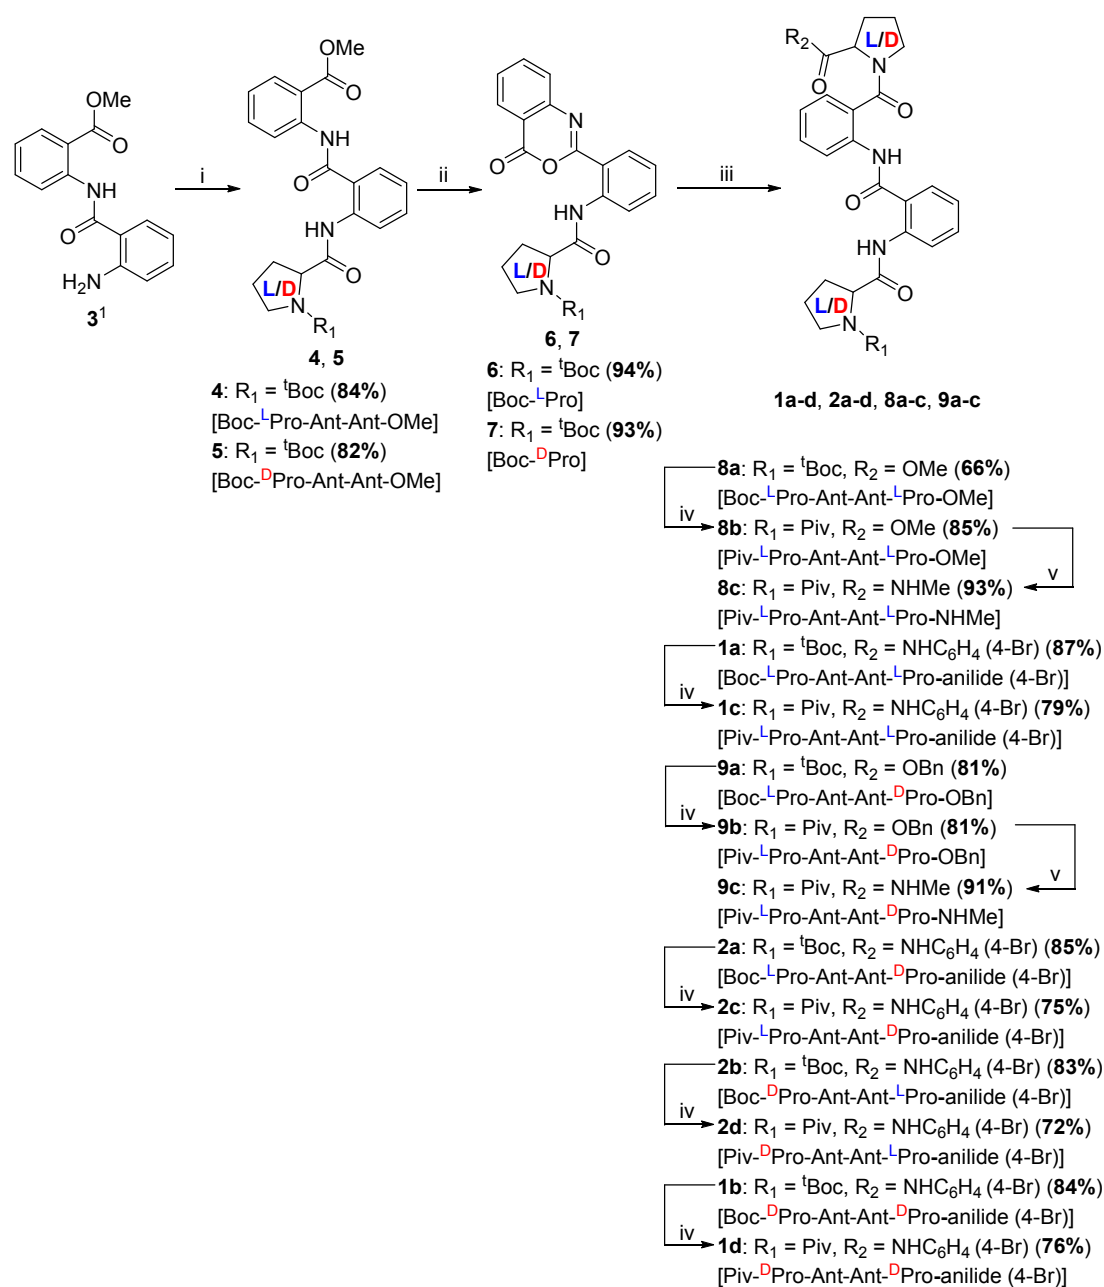 OMe
O
NH
O
H2N
3¹
i
OMe
O
NH
O
HN
O
L/D
N
R1
4, 5
4: R1 = ᵗBoc (84%)
[Boc-ᴸPro-Ant-Ant-OMe]
5: R1 = ᵗBoc (82%)
[Boc-ᴰPro-Ant-Ant-OMe]
ii
N
O
O
NH
O
L/D
N
R1
6, 7
6: R1 = ᵗBoc (94%)
[Boc-ᴸPro]
7: R1 = ᵗBoc (93%)
[Boc-ᴰPro]
iii
R2
L/D
O
N
O
NH
O
NH
O
L/D
N
R1
1a-d, 2a-d, 8a-c, 9a-c
8a: R1 = ᵗBoc, R2 = OMe (66%)
[Boc-ᴸPro-Ant-Ant-ᴸPro-OMe]
iv
8b: R1 = Piv, R2 = OMe (85%)
[Piv-ᴸPro-Ant-Ant-ᴸPro-OMe]
v
8c: R1 = Piv, R2 = NHMe (93%)
[Piv-ᴸPro-Ant-Ant-ᴸPro-NHMe]
1a: R1 = ᵗBoc, R2 = NHC6H4 (4-Br) (87%)
[Boc-ᴸPro-Ant-Ant-ᴸPro-anilide (4-Br)]
iv
1c: R1 = Piv, R2 = NHC6H4 (4-Br) (79%)
[Piv-ᴸPro-Ant-Ant-ᴸPro-anilide (4-Br)]
9a: R1 = ᵗBoc, R2 = OBn (81%)
[Boc-ᴸPro-Ant-Ant-ᴰPro-OBn]
iv
9b: R1 = Piv, R2 = OBn (81%)
[Piv-ᴸPro-Ant-Ant-ᴰPro-OBn]
v
9c: R1 = Piv, R2 = NHMe (91%)
[Piv-ᴸPro-Ant-Ant-ᴰPro-NHMe]
2a: R1 = ᵗBoc, R2 = NHC6H4 (4-Br) (85%)
[Boc-ᴸPro-Ant-Ant-ᴰPro-anilide (4-Br)]
iv
2c: R1 = Piv, R2 = NHC6H4 (4-Br) (75%)
[Piv-ᴸPro-Ant-Ant-ᴰPro-anilide (4-Br)]
2b: R1 = ᵗBoc, R2 = NHC6H4 (4-Br) (83%)
[Boc-ᴰPro-Ant-Ant-ᴸPro-anilide (4-Br)]
iv
2d: R1 = Piv, R2 = NHC6H4 (4-Br) (72%)
[Piv-ᴰPro-Ant-Ant-ᴸPro-anilide (4-Br)]
1b: R1 = ᵗBoc, R2 = NHC6H4 (4-Br) (84%)
[Boc-ᴰPro-Ant-Ant-ᴰPro-anilide (4-Br)]
iv
1d: R1 = Piv, R2 = NHC6H4 (4-Br) (76%)
[Piv-ᴰPro-Ant-Ant-ᴰPro-anilide (4-Br)]